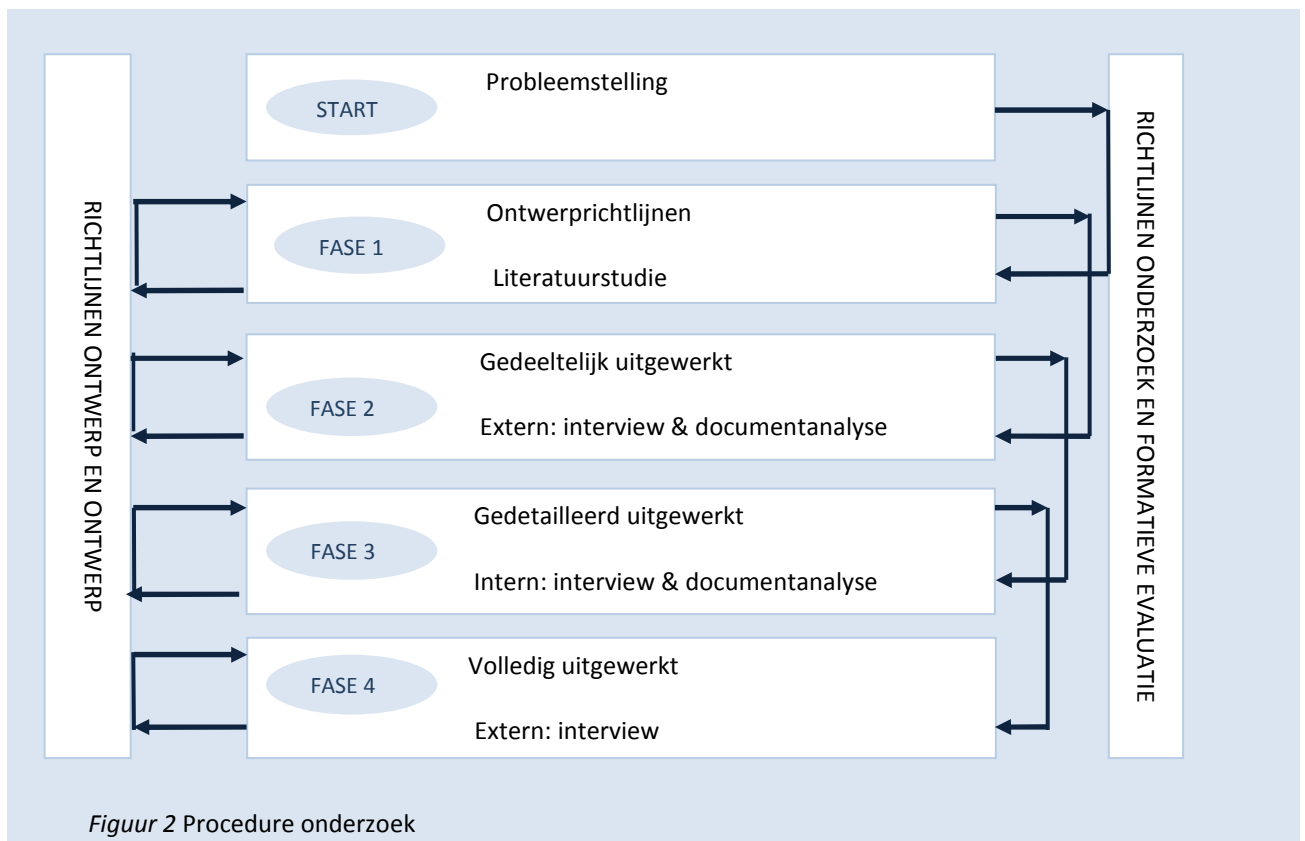 RICHTLIJNEN ONTWERP EN ONTWERP
START
Probleemstelling
FASE 1
Ontwerprichtlijnen
Literatuurstudie
FASE 2
Gedeeltelijk uitgewerkt
Extern: interview & documentanalyse
FASE 3
Gedetailleerd uitgewerkt
Intern: interview & documentanalyse
FASE 4
Volledig uitgewerkt
Extern: interview
RICHTLIJNEN ONDERZOEK EN FORMATIEVE EVALUATIE
Figuur 2 Procedure onderzoek